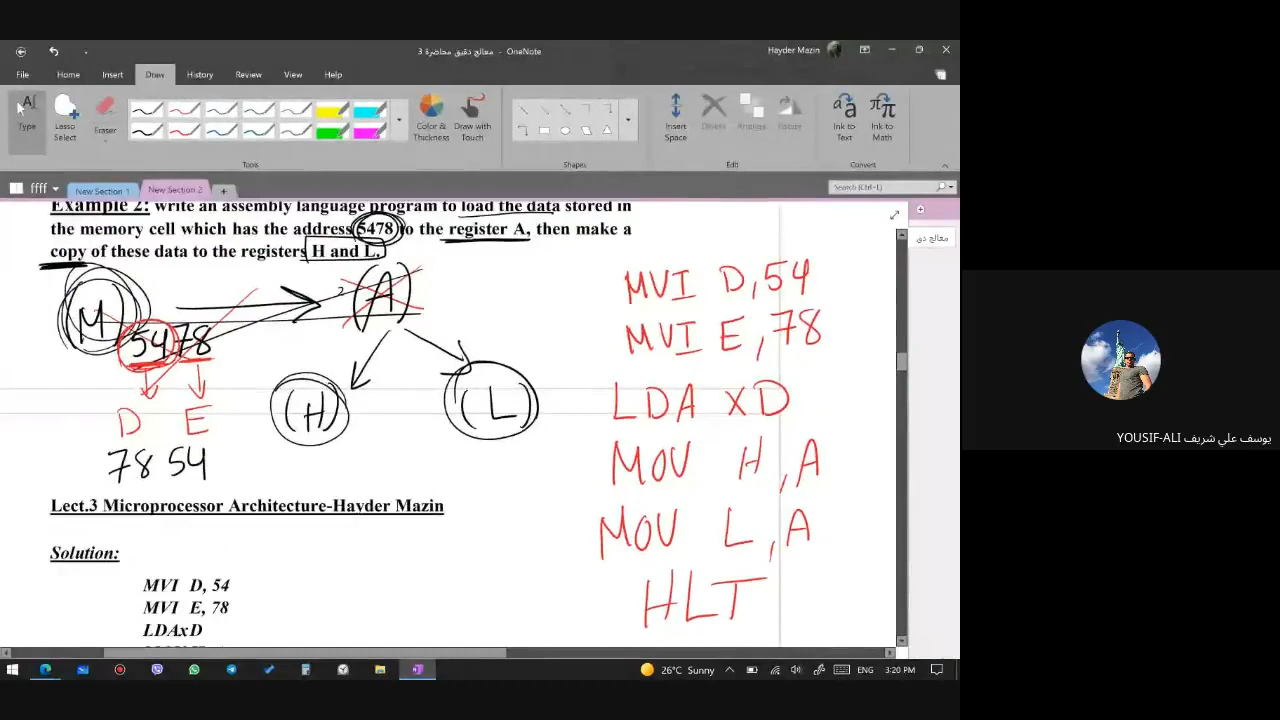 معالج دقيق محاضرة 3 - OneNote
Hayder Mazin
File Home Insert Draw History Review View Help
Type
Lasso Select
Eraser
Color & Thickness
Draw with Touch
Insert Space
Delete
Arrange
Rotate
Ink to Text
Ink to Math
Tools Shapes Edit Convert
ffff New Section 1 New Section 2
Search (Ctrl+E)
Example 2: write an assembly language program to load the data stored in
the memory cell which has the address 5478 to the register A, then make a
copy of these data to the registers H and L.
معالج دق
M (A)
5478
D E
(H) (L)
78 54
MVI D,54
MVI E,78
LDA XD
MOV H,A
MOV L,A
HLT
Lect.3 Microprocessor Architecture-Hayder Mazin
Solution:
MVI D, 54
MVI E, 78
LDAxD
يوسف علي شريف YOUSIF-ALI
26°C Sunny
ENG
3:20 PM